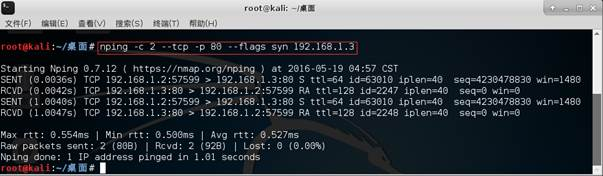 root@kali: ~/桌面
文件(F) 编辑(E) 查看(V) 搜索(S) 终端(T) 帮助(H)
root@kali:~/桌面# nping -c 2 --tcp -p 80 --flags syn 192.168.1.3
Starting Nping 0.7.12 ( https://nmap.org/nping ) at 2016-05-19 04:57 CST
SENT (0.0036s) TCP 192.168.1.2:57599 > 192.168.1.3:80 S ttl=64 id=63010 iplen=40  seq=4230478830 win=1480
RCVD (0.0042s) TCP 192.168.1.3:80 > 192.168.1.2:57599 RA ttl=128 id=2247 iplen=40  seq=0 win=0
SENT (1.0040s) TCP 192.168.1.2:57599 > 192.168.1.3:80 S ttl=64 id=63010 iplen=40  seq=4230478830 win=1480
RCVD (1.0047s) TCP 192.168.1.3:80 > 192.168.1.2:57599 RA ttl=128 id=2248 iplen=40  seq=0 win=0
Max rtt: 0.554ms | Min rtt: 0.500ms | Avg rtt: 0.527ms
Raw packets sent: 2 (80B) | Rcvd: 2 (92B) | Lost: 0 (0.00%)
Nping done: 1 IP address pinged in 1.01 seconds
root@kali:~/桌面#